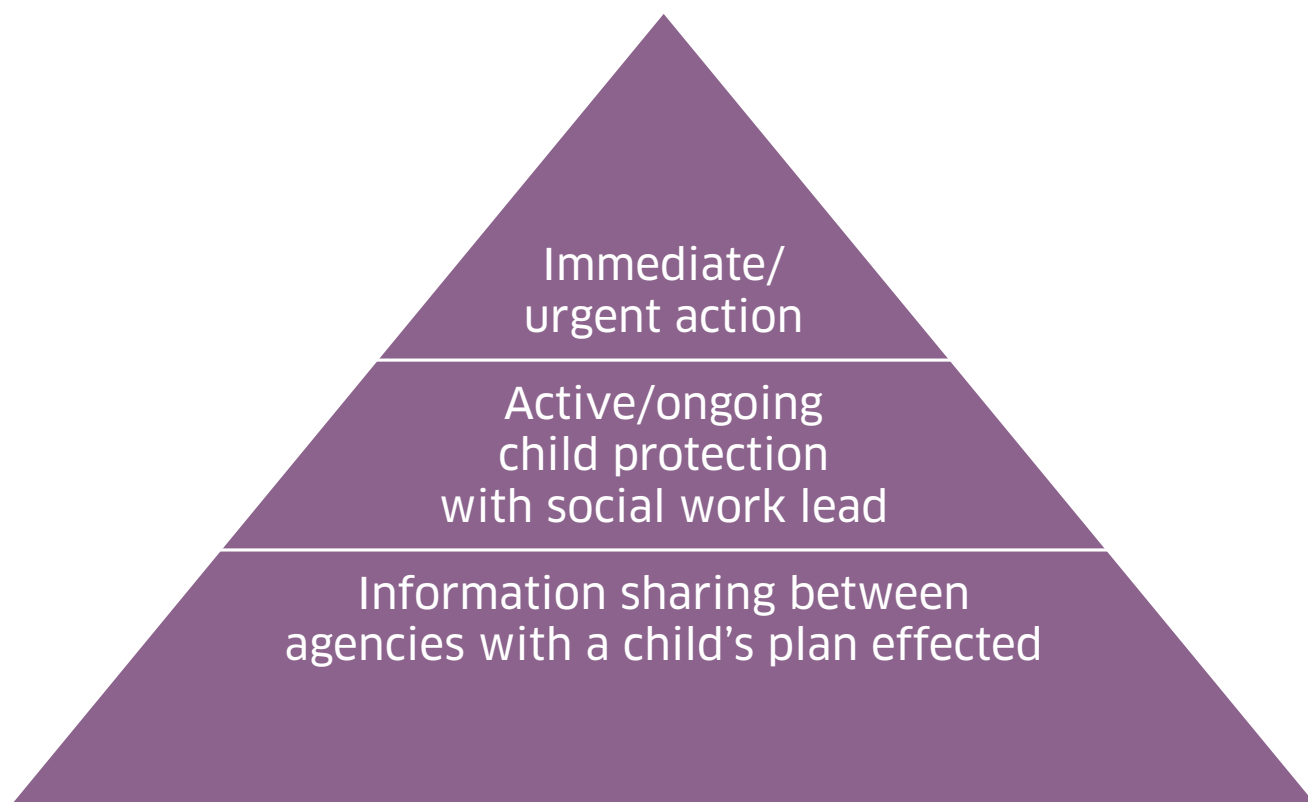 Immediate/
urgent action
Active/ongoing
child protection
with social work lead
Information sharing between
agencies with a child’s plan effected